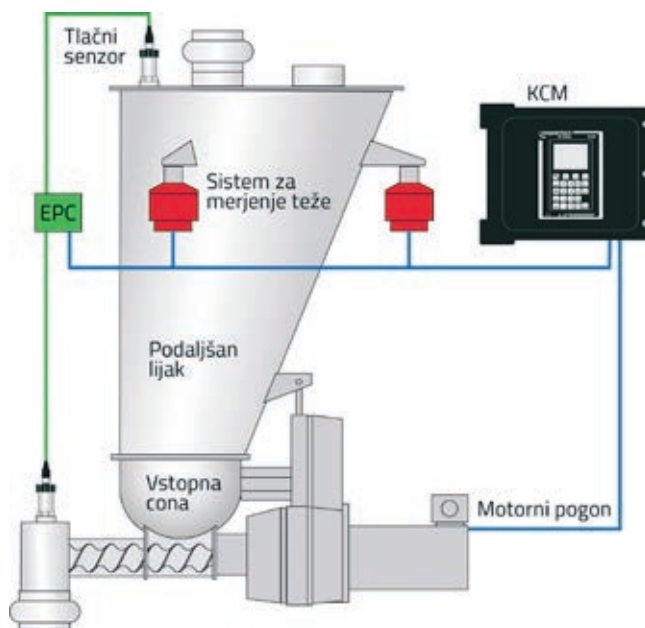 Tlačni
senzor
KCM
Sistem za
merjenje teže
EPC
Podaljšan
lijak
Vstopna
cona
Motorni pogon